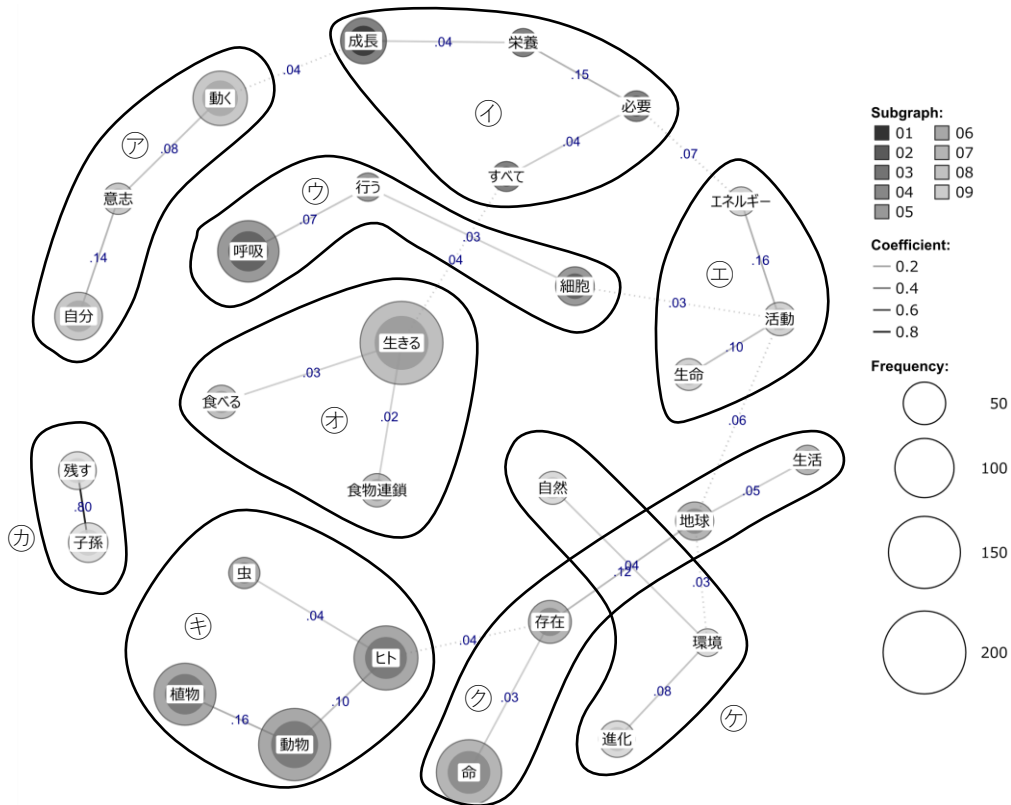 成長
.04
栄養
.04
動く
.15
必要
㋐
.08
㋑
.04
.07
すべて
意志
㋒
行う
エネルギー
.07
.03
.14
呼吸
.04
.16
㋓
細胞
.03
自分
活動
生きる
.10
生命
.03
食べる
.02
㋔
.06
残す
.80
子孫
㋕
食物連鎖
自然
生活
.05
地球
虫
.04
.12
.03
㋖
.04
存在
環境
ヒト
.04
植物
.10
.03
.08
.16
㋗
㋘
動物
命
進化
Subgraph:
01 06
02 07
03 08
04 09
05
Coefficient:
0.2
0.4
0.6
0.8
Frequency:
50
100
150
200